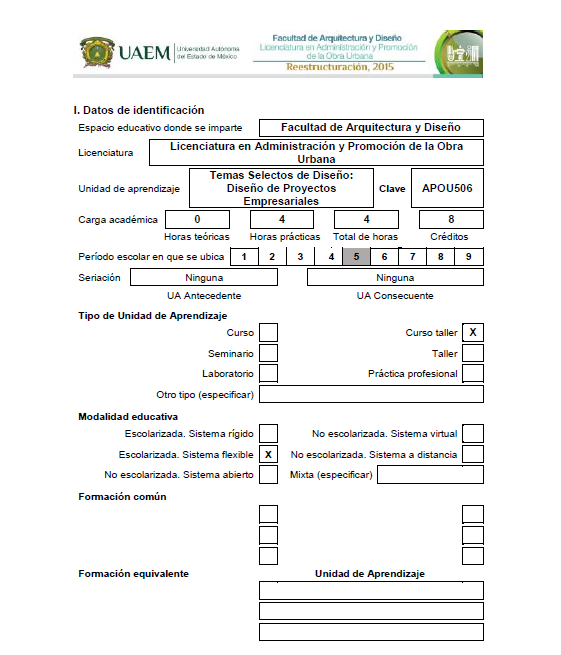 UAEM
Universidad Autónoma
del Estado de México
Facultad de Arquitectura y Diseño
Licenciatura en Administración y Promoción
de la Obra Urbana
Reestructuración, 2015
I. Datos de identificación
Espacio educativo donde se imparte Facultad de Arquitectura y Diseño
Licenciatura Licenciatura en Administración y Promoción de la Obra
Urbana
Unidad de aprendizaje Temas Selectos de Diseño:
Diseño de Proyectos
Empresariales
Clave APOU506
Carga académica 0 4 4 8
Horas teóricas Horas prácticas Total de horas Créditos
Período escolar en que se ubica 1 2 3 4 5 6 7 8 9
Seriación Ninguna Ninguna
UA Antecedente UA Consecuente
Tipo de Unidad de Aprendizaje
Curso Curso taller X
Seminario Taller
Laboratorio Práctica profesional
Otro tipo (especificar)
Modalidad educativa
Escolarizada. Sistema rígido No escolarizada. Sistema virtual
Escolarizada. Sistema flexible X No escolarizada. Sistema a distancia
No escolarizada. Sistema abierto Mixta (especificar)
Formación común
Formación equivalente Unidad de Aprendizaje